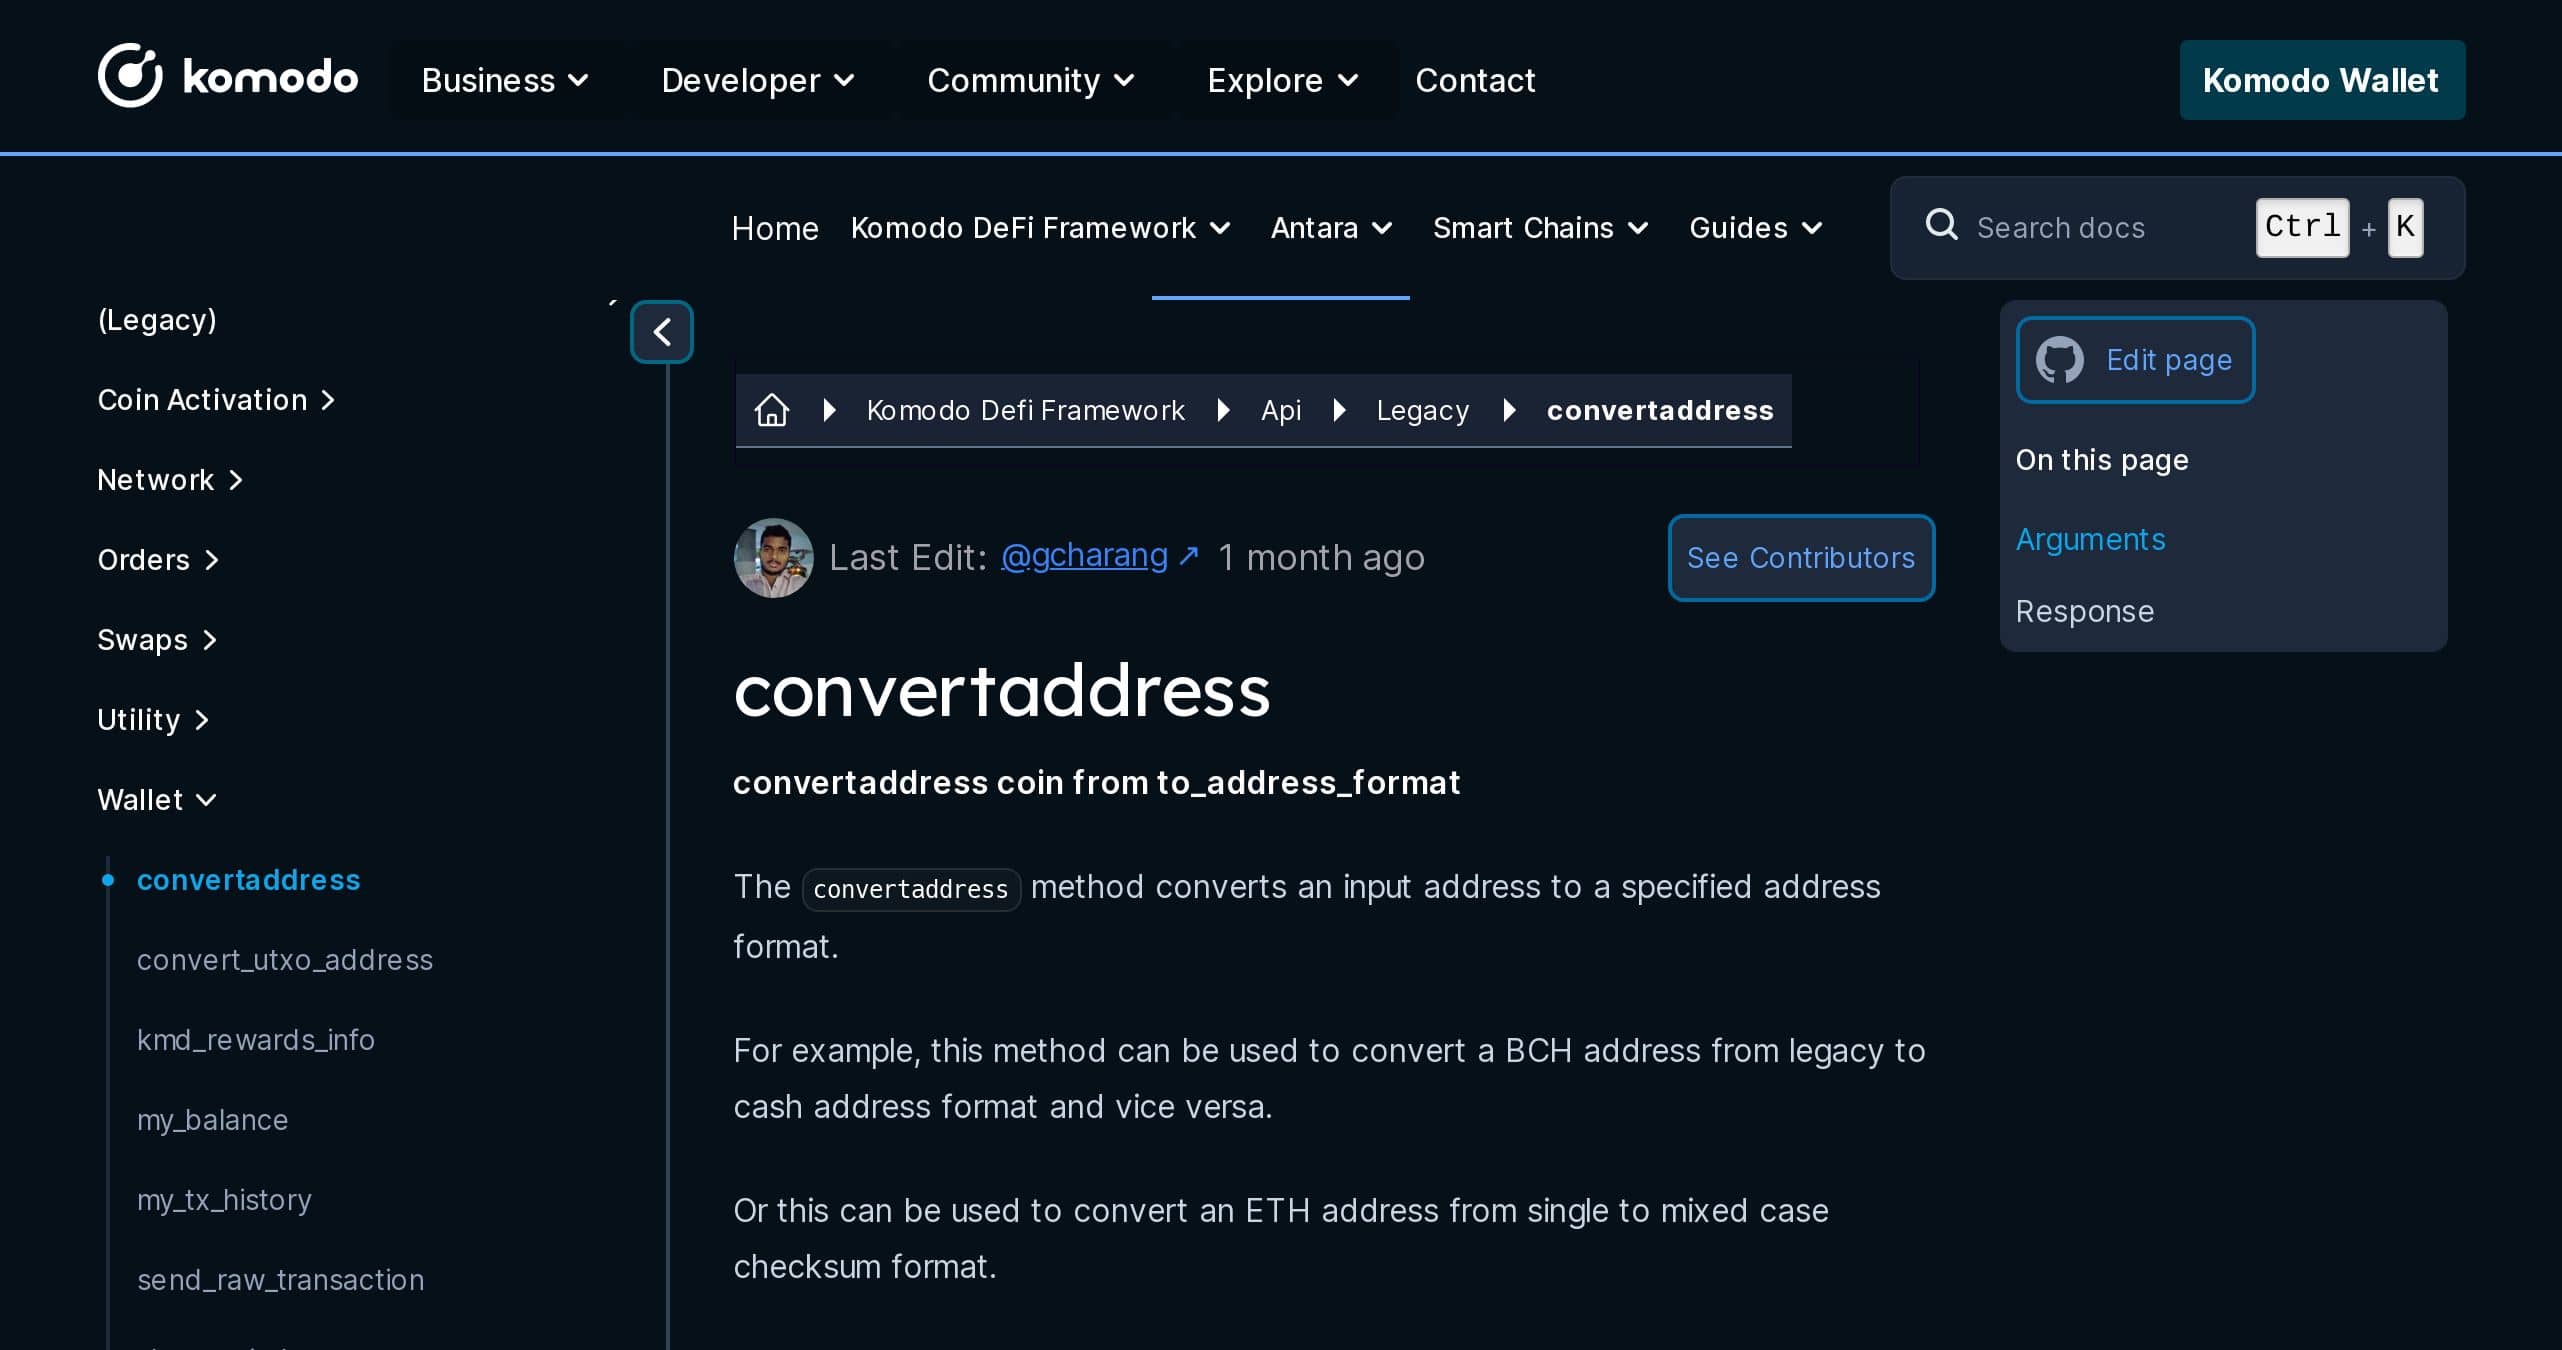 komodo
Business
Developer
Community
Explore
Contact
Komodo Wallet
Home
Komodo DeFi Framework
Antara
Smart Chains
Guides
Search docs
Ctrl + K
(Legacy)
Coin Activation
Network
Orders
Swaps
Utility
Wallet
convertaddress
convert_utxo_address
kmd_rewards_info
my_balance
my_tx_history
send_raw_transaction
Komodo Defi Framework
Api
Legacy
convertaddress
Last Edit: @gcharang ↗ 1 month ago
See Contributors
convertaddress
convertaddress coin from to_address_format
The convertaddress method converts an input address to a specified address
format.
For example, this method can be used to convert a BCH address from legacy to
cash address format and vice versa.
Or this can be used to convert an ETH address from single to mixed case
checksum format.
Edit page
On this page
Arguments
Response